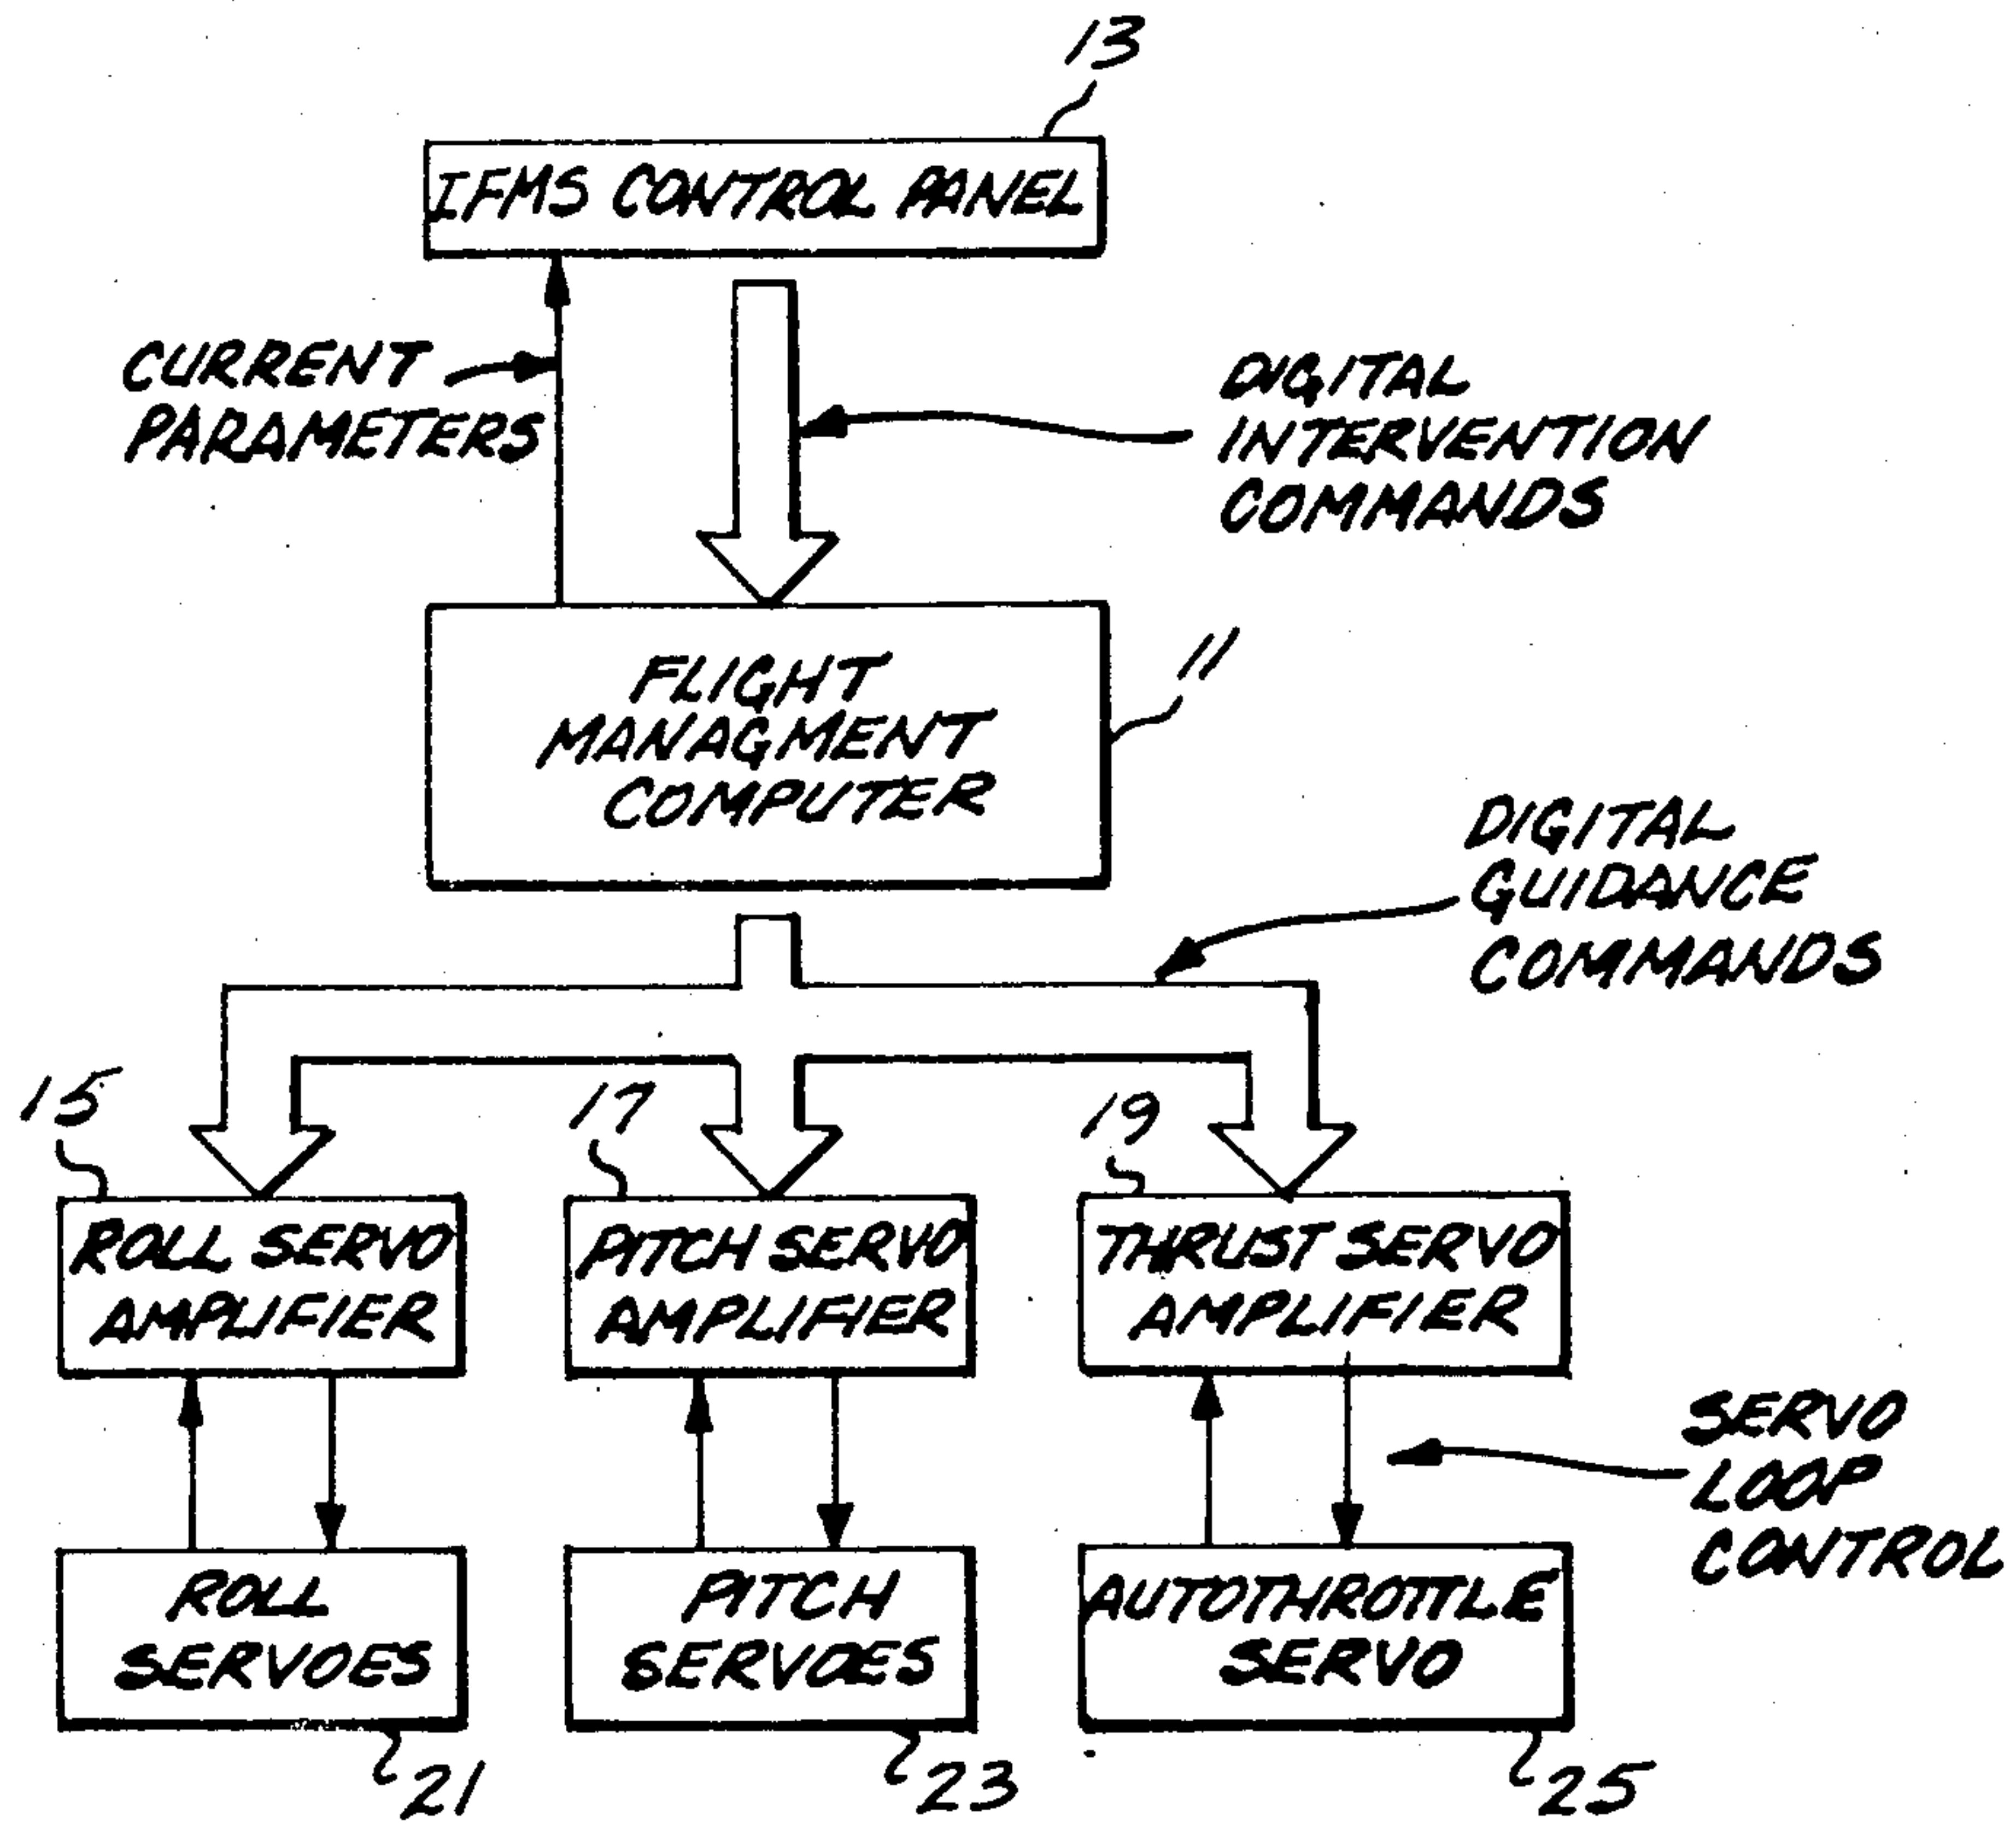 13
IFMS CONTROL PANEL
CURRENT
PARAMETERS
DIGITAL
INTERVENTION
COMMANDS
FLIGHT
MANAGMENT
COMPUTER
11
DIGITAL
GUIDANCE
COMMANDS
15
17
19
ROLL SERVO
AMPLIFIER
PITCH SERVO
AMPLIFIER
THRUST SERVO
AMPLIFIER
SERVO
LOOP
CONTROL
ROLL
SERVOES
PITCH
SERVOES
AUTOTHROTTLE
SERVO
21
23
25